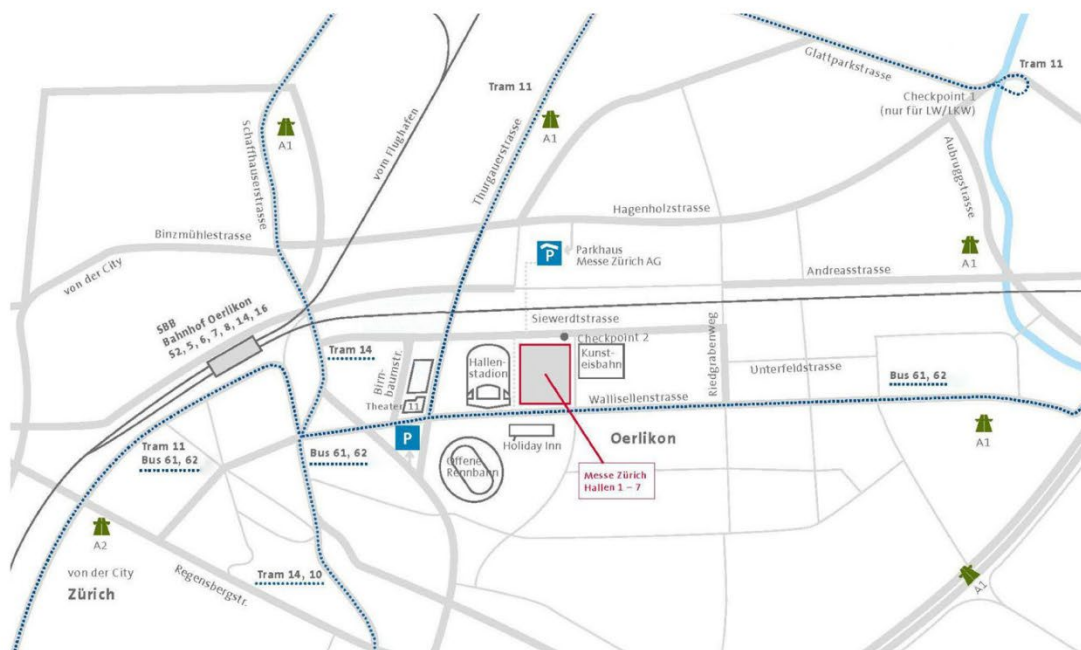 Glattparkstrasse
Tram 11
Tram 11
Checkpoint 1
(nur für LW/LKW)
A1
A1
Schaffhauserstrasse
vom Flughafen
Thurgauerstrasse
Aubruggstrasse
Hagenholzstrasse
Binzmühlestrasse
P
Parkhaus
Messe Zürich AG
A1
von der City
Andreasstrasse
SBB
Bahnhof Oerlikon
S2, 5, 6, 7, 8, 14, 16
Siewerdtstrasse
Checkpoint 2
Tram 14
Birn-
baumstr.
Hallen-
stadion
Kunst-
eisbahn
Riedgrabenweg
Unterfeldstrasse
Bus 61, 62
Theater 11
Wallisellenstrasse
A1
P
Holiday Inn
Oerlikon
Tram 11
Bus 61, 62
Bus 61, 62
Offene
Rennbahn
Messe Zürich
Hallen 1 – 7
A2
von der City
Zürich
Regensbergstr.
Tram 14, 10
A1